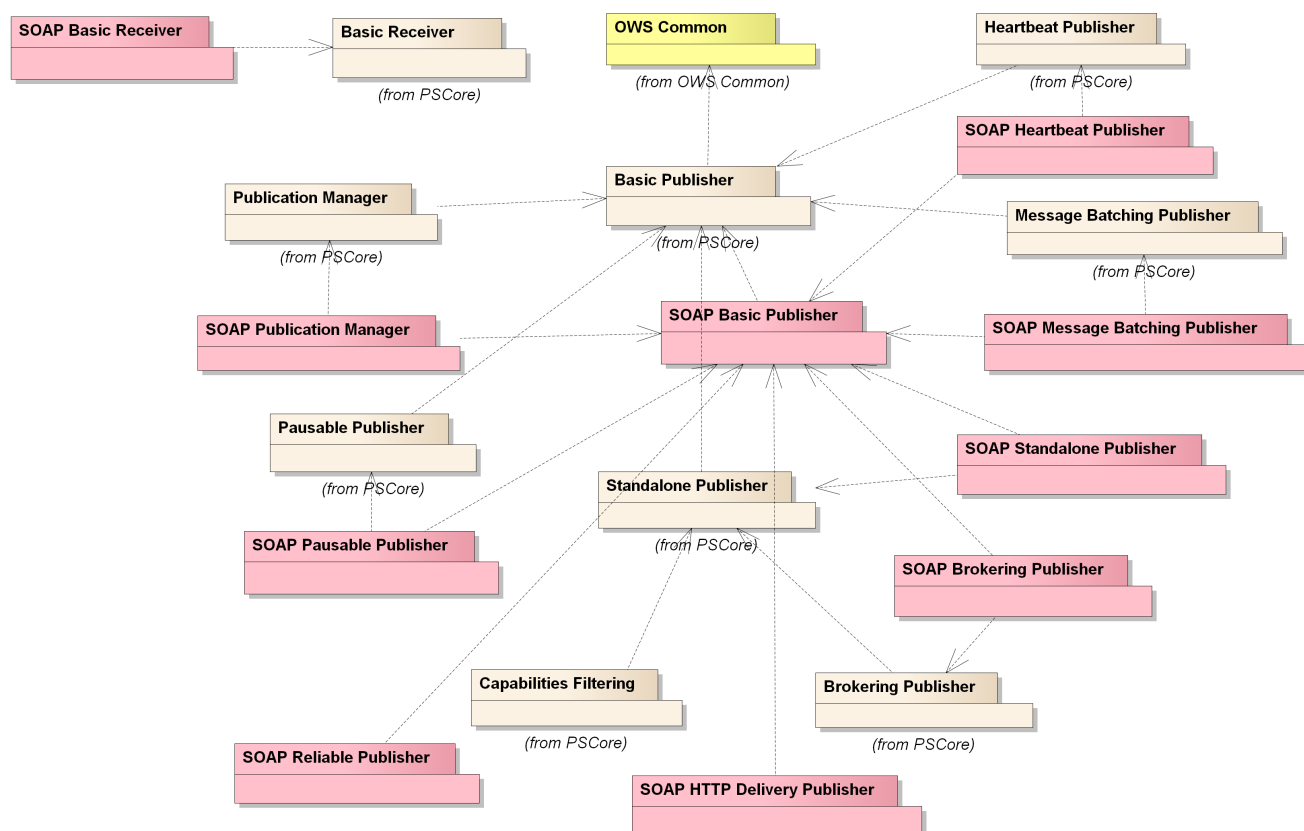 SOAP Basic Receiver
Basic Receiver
(from PSCore)
OWS Common
(from OWS Common)
Heartbeat Publisher
(from PSCore)
SOAP Heartbeat Publisher
Basic Publisher
(from PSCore)
Publication Manager
(from PSCore)
Message Batching Publisher
(from PSCore)
SOAP Publication Manager
SOAP Basic Publisher
SOAP Message Batching Publisher
Pausable Publisher
(from PSCore)
SOAP Standalone Publisher
Standalone Publisher
(from PSCore)
SOAP Pausable Publisher
SOAP Brokering Publisher
Capabilities Filtering
(from PSCore)
Brokering Publisher
(from PSCore)
SOAP Reliable Publisher
SOAP HTTP Delivery Publisher